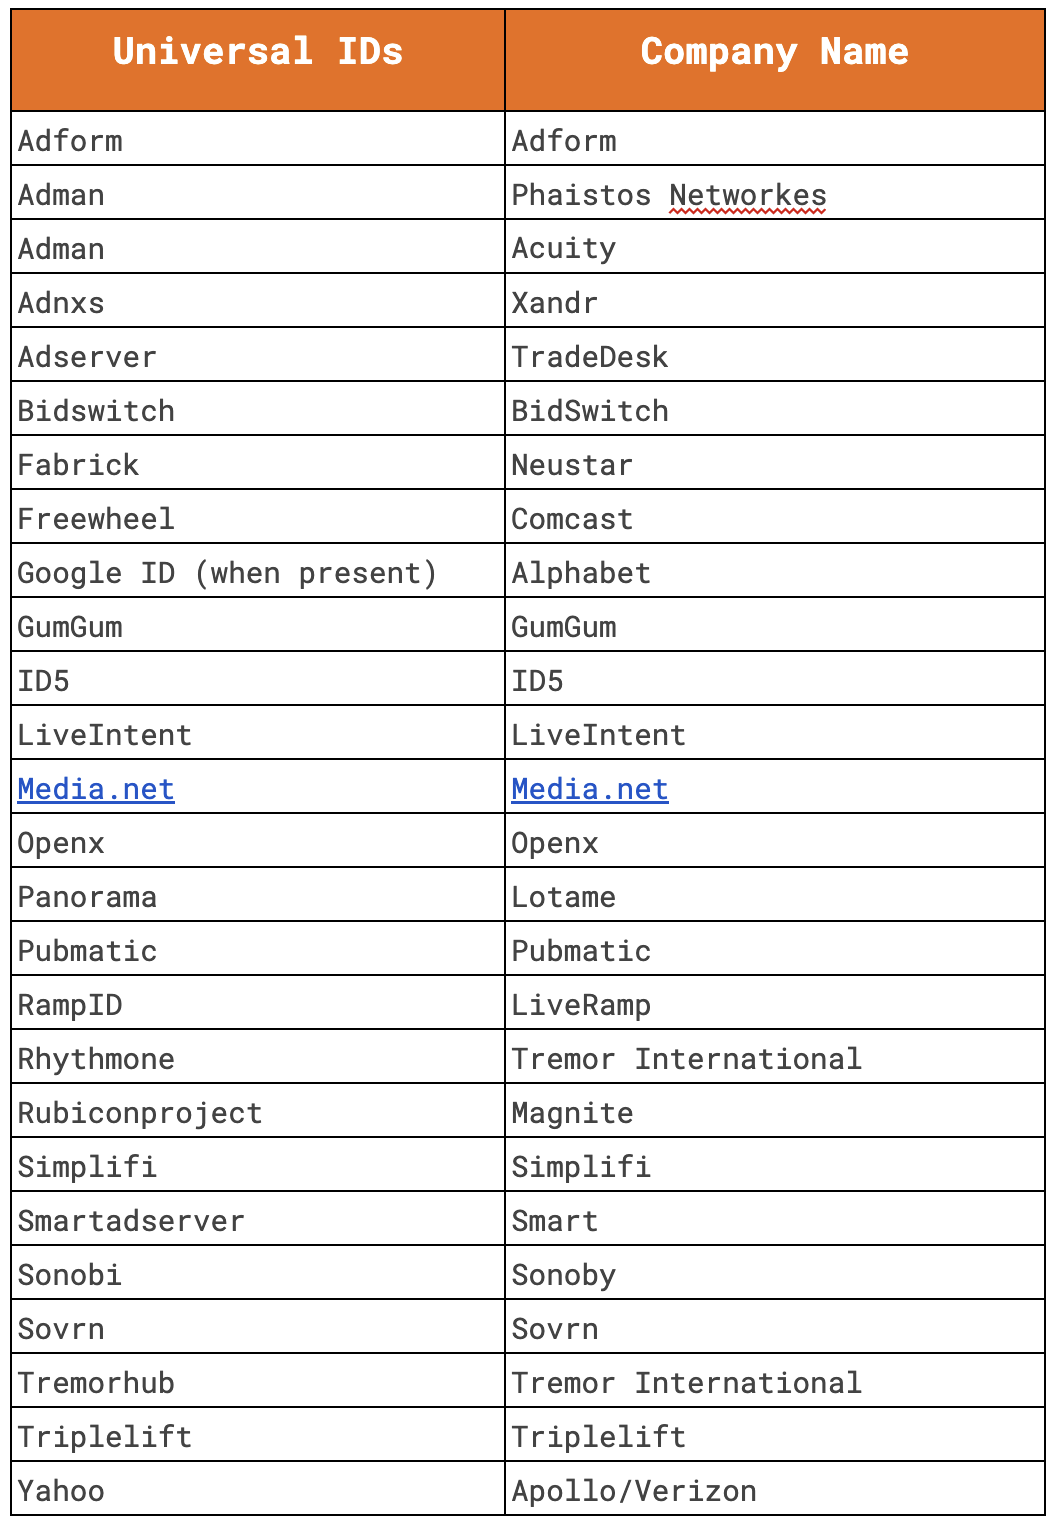 Universal IDs Company Name
Adform Adform
Adman Phaistos Networkes
Adman Acuity
Adnxs Xandr
Adserver TradeDesk
Bidswitch BidSwitch
Fabrick Neustar
Freewheel Comcast
Google ID (when present) Alphabet
GumGum GumGum
ID5 ID5
LiveIntent LiveIntent
Media.net Media.net
Openx Openx
Panorama Lotame
Pubmatic Pubmatic
RampID LiveRamp
Rhythmone Tremor International
Rubiconproject Magnite
Simplifi Simplifi
Smartadserver Smart
Sonobi Sonoby
Sovrn Sovrn
Tremorhub Tremor International
Triplelift Triplelift
Yahoo Apollo/Verizon